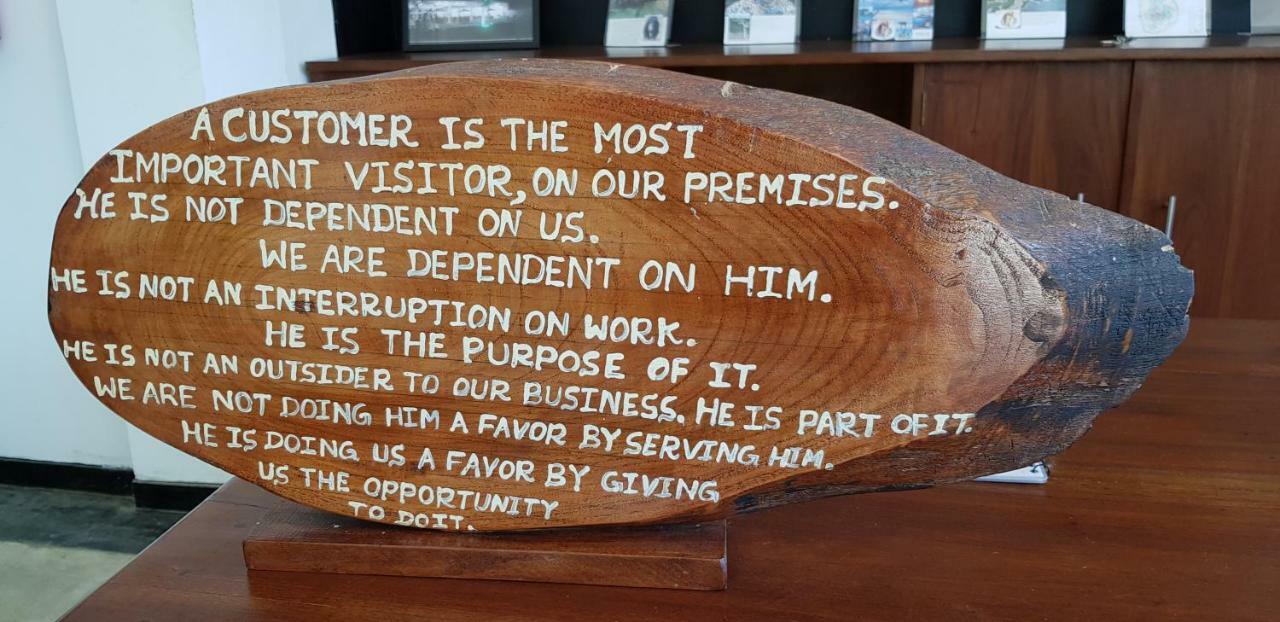 A CUSTOMER IS THE MOST
IMPORTANT VISITOR, ON OUR PREMISES.
HE IS NOT DEPENDENT ON US.
WE ARE DEPENDENT ON HIM.
HE IS NOT AN INTERRUPTION ON WORK.
HE IS THE PURPOSE OF IT.
HE IS NOT AN OUTSIDER TO OUR BUSINESS. HE IS PART OF IT.
WE ARE NOT DOING HIM A FAVOR BY SERVING HIM.
HE IS DOING US A FAVOR BY GIVING
US THE OPPORTUNITY
TO DO IT.